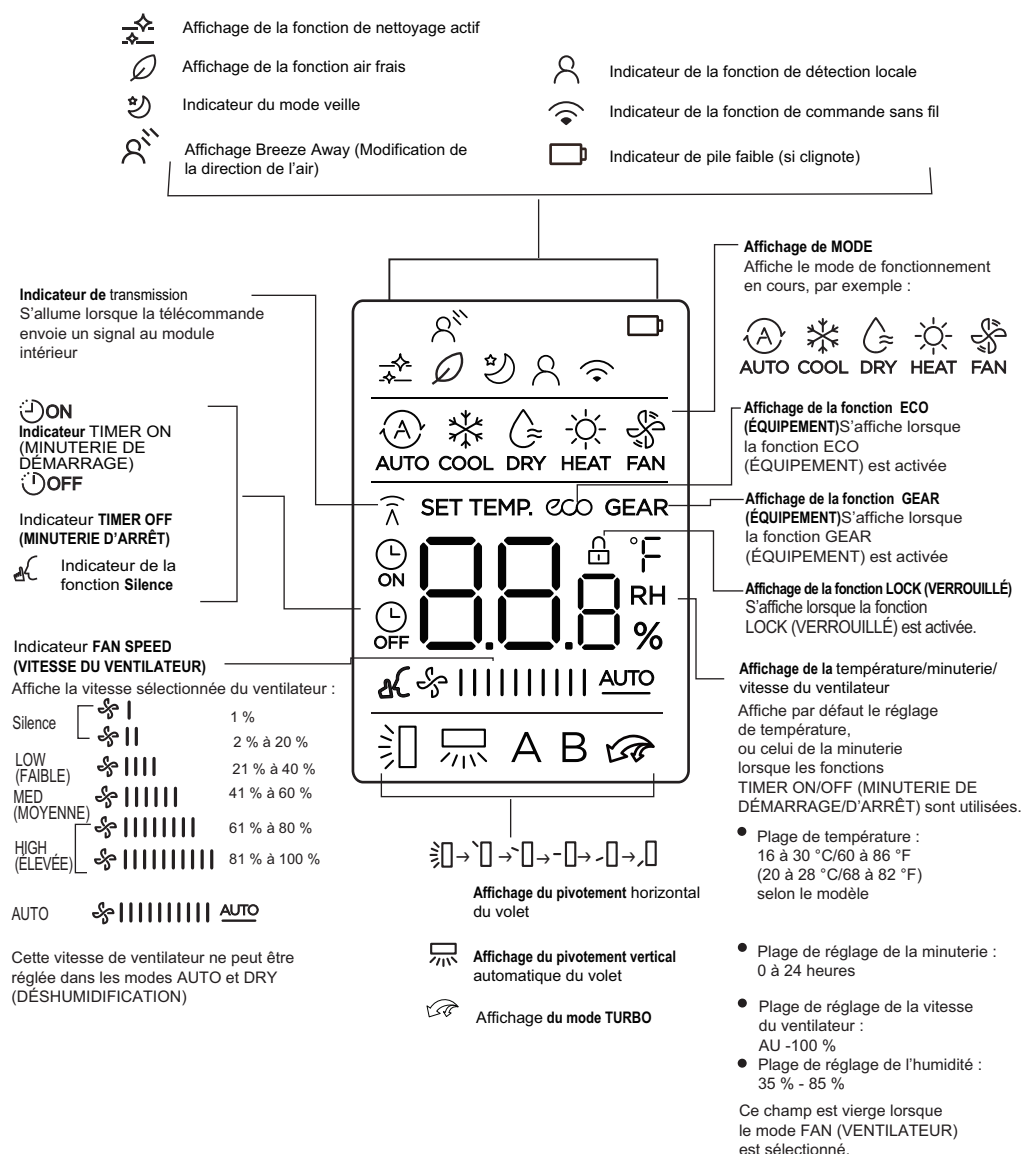 Affichage de la fonction de nettoyage actif
Affichage de la fonction air frais
Indicateur du mode veille
Affichage Breeze Away (Modification de
la direction de l'air)
Indicateur de la fonction de détection locale
Indicateur de la fonction de commande sans fil
Indicateur de pile faible (si clignote)
Indicateur de transmission
S'allume lorsque la télécommande
envoie un signal au module
intérieur
ON
Indicateur TIMER ON
(MINUTERIE DE
DÉMARRAGE)
OFF
Indicateur TIMER OFF
(MINUTERIE D'ARRÊT)
Indicateur de la
fonction Silence
Indicateur FAN SPEED
(VITESSE DU VENTILATEUR)
Affiche la vitesse sélectionnée du ventilateur :
Silence
1 %
2 % à 20 %
LOW
(FAIBLE)
21 % à 40 %
MED
(MOYENNE)
41 % à 60 %
61 % à 80 %
HIGH
(ÉLEVÉE)
81 % à 100 %
AUTO
AUTO
Cette vitesse de ventilateur ne peut être
réglée dans les modes AUTO et DRY
(DÉSHUMIDIFICATION)
A
AUTO COOL DRY HEAT FAN
SET TEMP. eco GEAR
ON
88.8
°F
RH
OFF
%
AUTO
A B
Affichage du pivotement horizontal
du volet
Affichage du pivotement vertical
automatique du volet
Affichage du mode TURBO
Affichage de MODE
Affiche le mode de fonctionnement
en cours, par exemple :
A
AUTO COOL DRY HEAT FAN
Affichage de la fonction ECO
(ÉQUIPEMENT)S'affiche lorsque
la fonction ECO
(ÉQUIPEMENT) est activée
Affichage de la fonction GEAR
(ÉQUIPEMENT)S'affiche lorsque
la fonction GEAR
(ÉQUIPEMENT) est activée
Affichage de la fonction LOCK (VERROUILLÉ)
S'affiche lorsque la fonction
LOCK (VERROUILLÉ) est activée.
Affichage de la température/minuterie/
vitesse du ventilateur
Affiche par défaut le réglage
de température,
ou celui de la minuterie
lorsque les fonctions
TIMER ON/OFF (MINUTERIE DE
DÉMARRAGE/D'ARRÊT) sont utilisées.
• Plage de température :
16 à 30 °C/60 à 86 °F
(20 à 28 °C/68 à 82 °F)
selon le modèle
• Plage de réglage de la minuterie :
0 à 24 heures
• Plage de réglage de la vitesse
du ventilateur :
AU -100 %
• Plage de réglage de l'humidité :
35 % - 85 %
Ce champ est vierge lorsque
le mode FAN (VENTILATEUR)
est sélectionné.